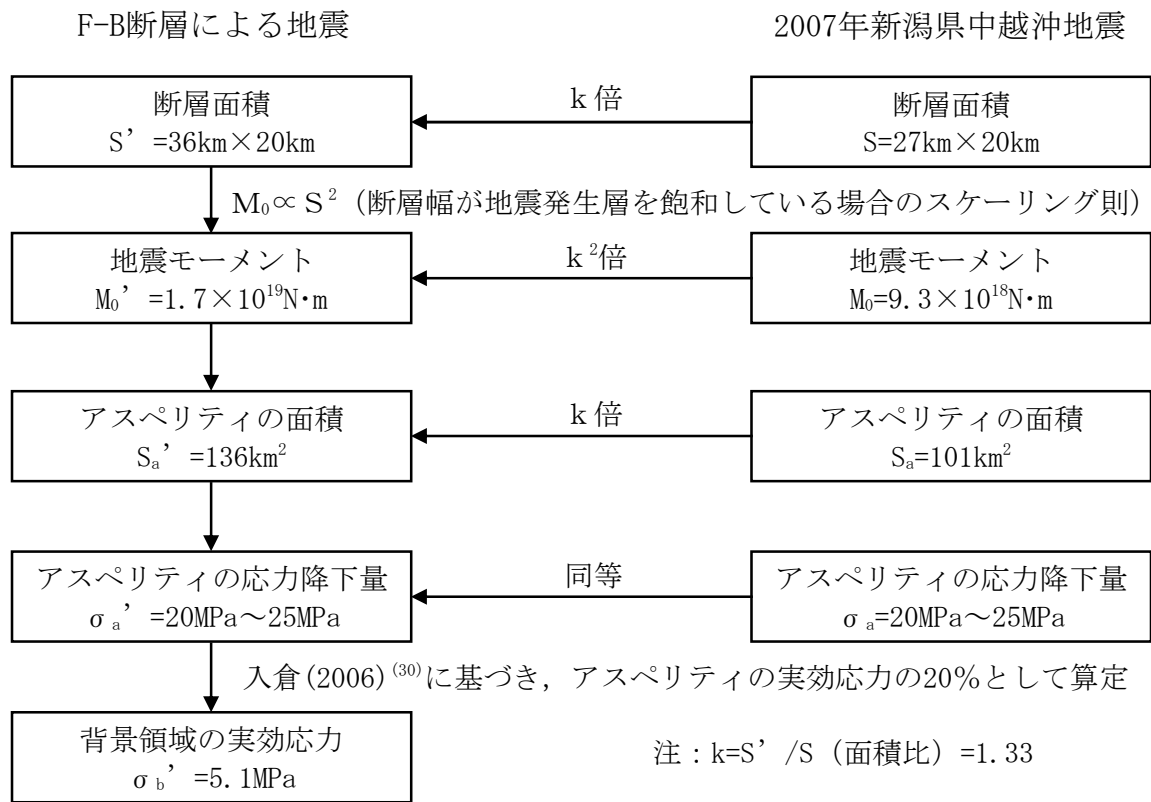 F-B断層による地震
2007年新潟県中越沖地震
断層面積
S’=36km×20km
k倍
断層面積
S=27km×20km
M₀∝S²（断層幅が地震発生層を飽和している場合のスケーリング則）
地震モーメント
M₀’=1.7×10¹⁹N・m
k²倍
地震モーメント
M₀=9.3×10¹⁸N・m
アスペリティの面積
Sₐ’=136km²
k倍
アスペリティの面積
Sₐ=101km²
アスペリティの応力降下量
σₐ’=20MPa～25MPa
同等
アスペリティの応力降下量
σₐ=20MPa～25MPa
入倉(2006)⁽³⁰⁾に基づき，アスペリティの実効応力の20％として算定
背景領域の実効応力
σb’=5.1MPa
注：k=S’/S（面積比）=1.33